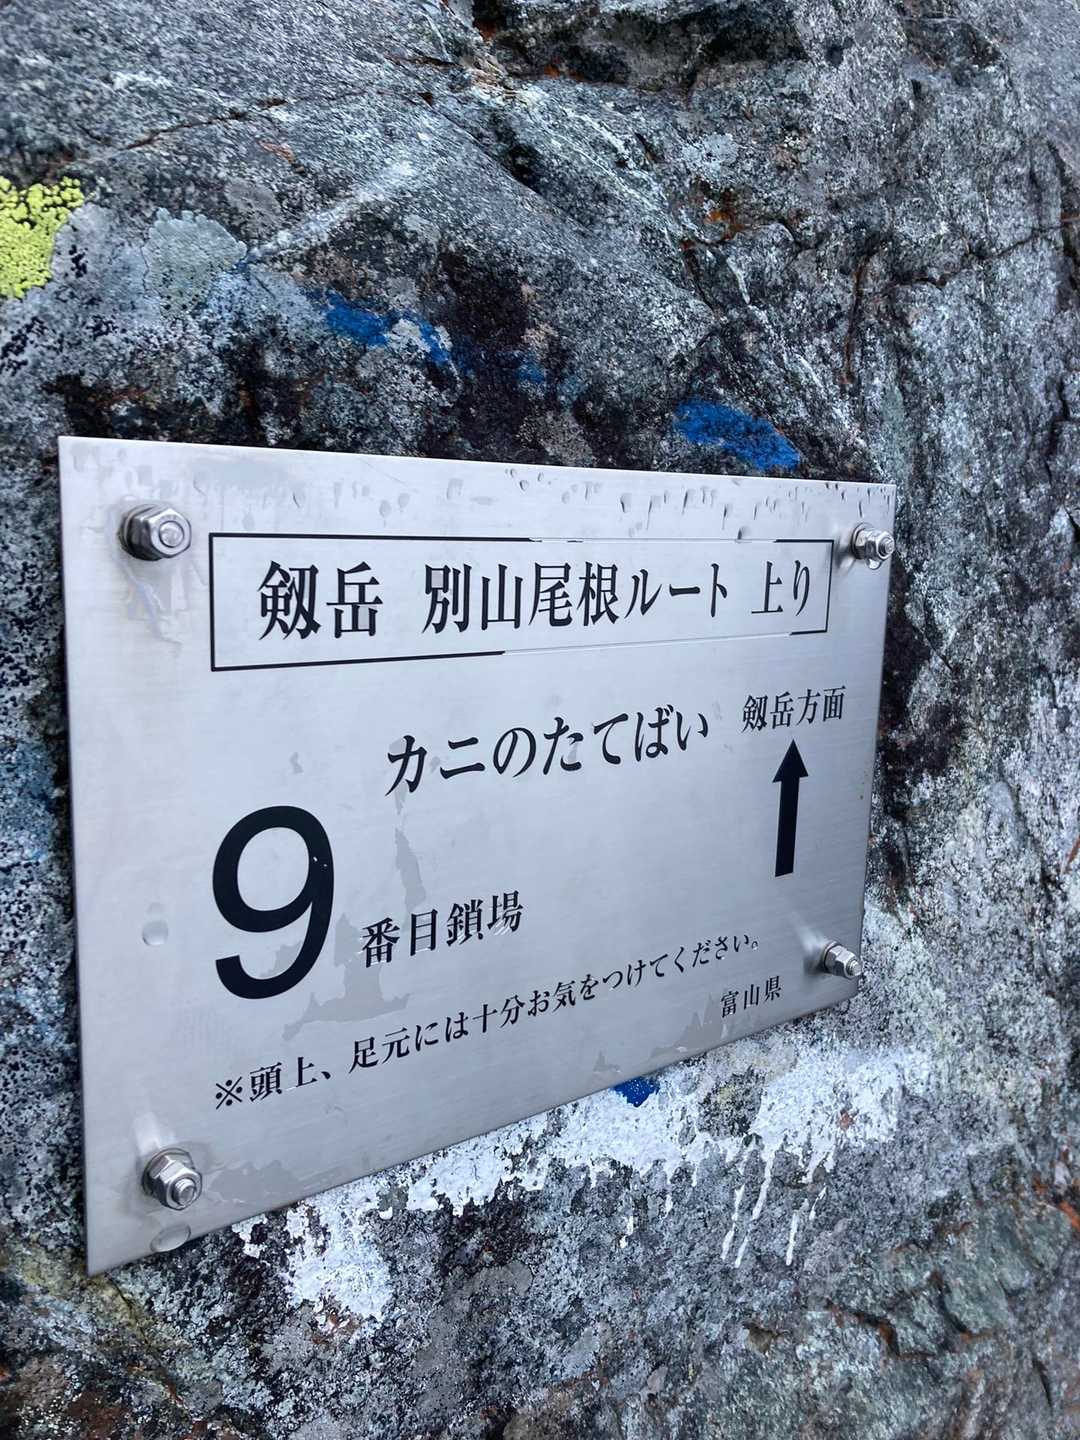 剱岳 別山尾根ルート 上り
カニのたてばい
剱岳方面
9番目鎖場
※頭上、足元には十分お気をつけてください。
富山県